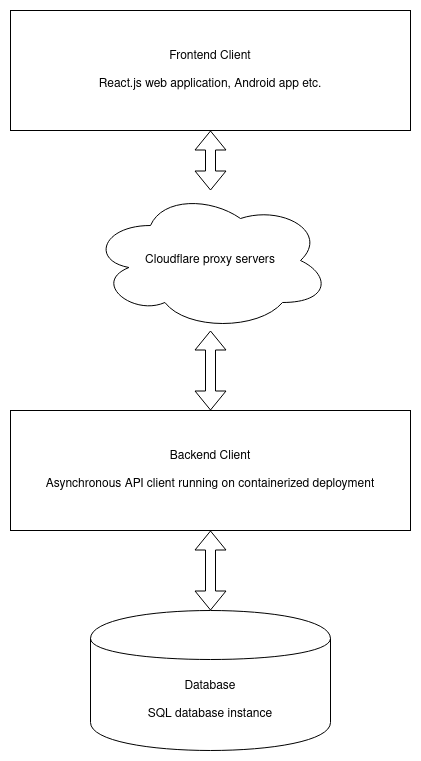 Frontend Client
React.js web application, Android app etc.
Cloudflare proxy servers
Backend Client
Asynchronous API client running on containerized deployment
Database
SQL database instance